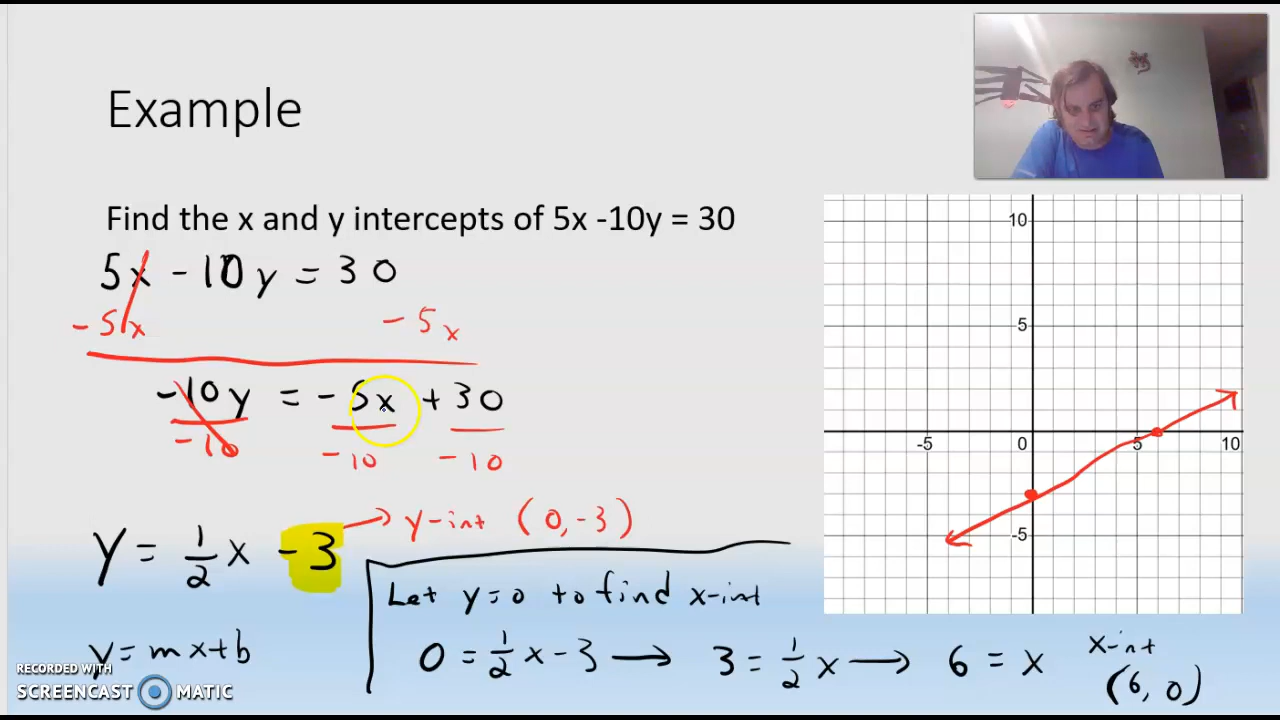 Example
Find the x and y intercepts of 5x -10y = 30
5x - 10y = 30
- 5x - 5x
-10y = - 5x + 30
-10 -10 -10
y = 1/2 x - 3 → y-int (0, -3)
y = mx+b
Let y=0 to find x-int
0 = 1/2 x - 3 → 3 = 1/2 x → 6 = x
x-int
(6, 0)
10
5
-5 0 5 10
-5
RECORDED WITH
SCREENCAST MATIC